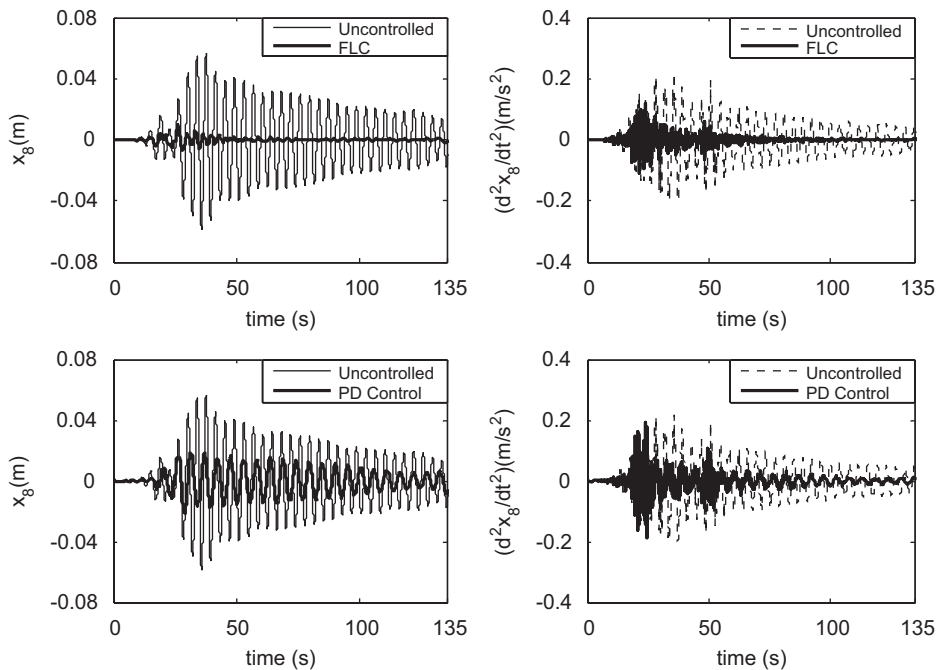 0.08
0.04
0
-0.04
-0.08
x8(m)
0
50
100
135
time (s)
Uncontrolled
FLC
0.4
0.2
0
-0.2
-0.4
(d2x8/dt2)(m/s2)
0
50
100
135
time (s)
Uncontrolled
FLC
0.08
0.04
0
-0.04
-0.08
x8(m)
0
50
100
135
time (s)
Uncontrolled
PD Control
0.4
0.2
0
-0.2
-0.4
(d2x8/dt2)(m/s2)
0
50
100
135
time (s)
Uncontrolled
PD Control